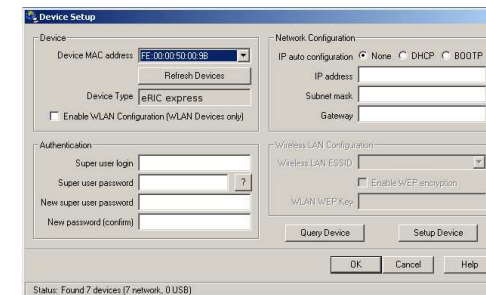 Device Setup
Device
Device MAC address FE:00:00:50:00:9B
Refresh Devices
Device Type eRIC express
Enable WLAN Configuration (WLAN Devices only)
Authentication
Super user login
Super user password ?
New super user password
New password (confirm)
Network Configuration
IP auto configuration None DHCP BOOTP
IP address
Subnet mask
Gateway
Wireless LAN Configuration
Wireless LAN ESSID
Enable WEP encryption
WLAN WEP Key
Query Device Setup Device
OK Cancel Help
Status: Found 7 devices (7 network, 0 USB)